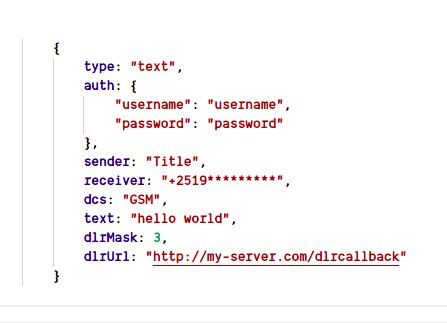 {
type: "text",
auth: {
"username": "username",
"password": "password"
},
sender: "Title",
receiver: "+2519*********",
dcs: "GSM",
text: "hello world",
dlrMask: 3,
dlrUrl: "http://my-server.com/dlrcallback"
}